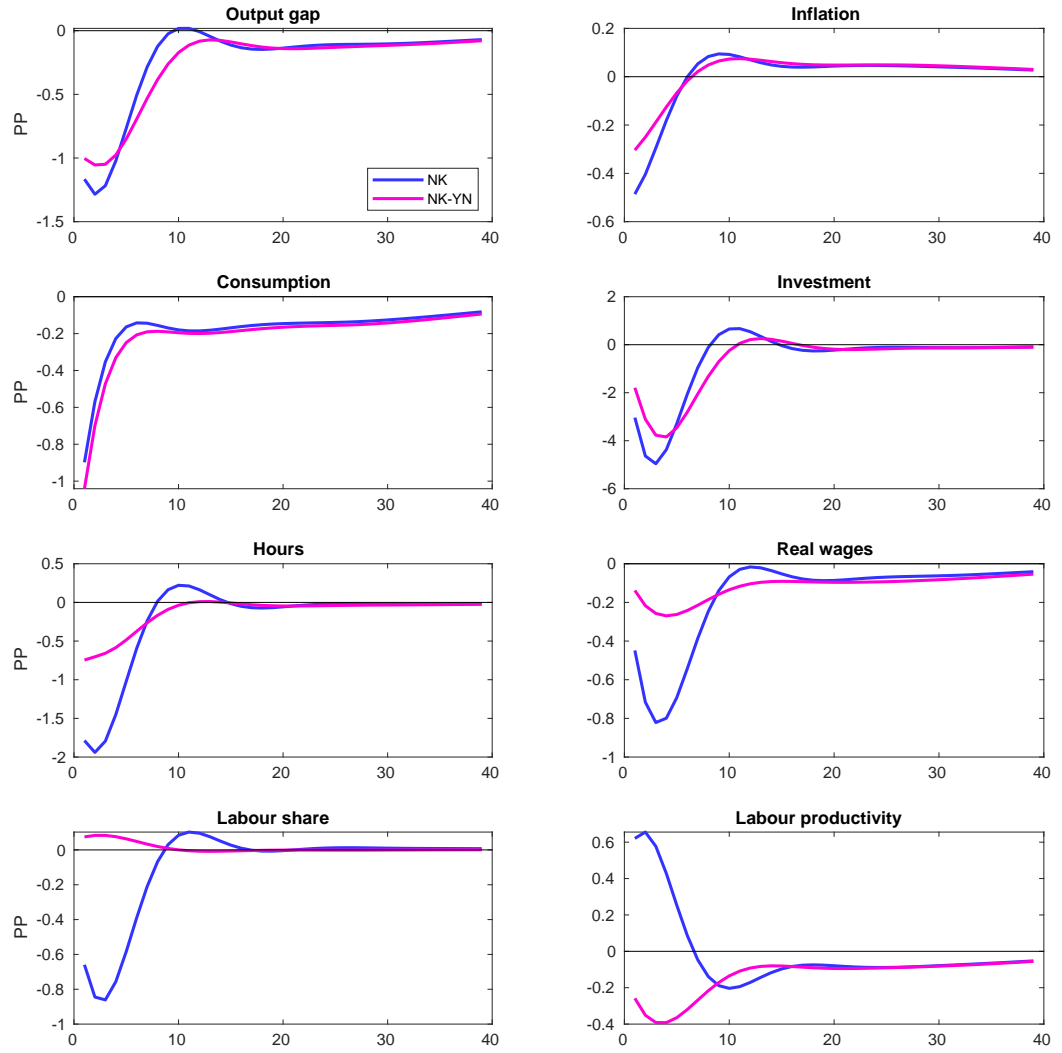 Output gap
Inflation
0
-0.5
-1
-1.5
PP
NK
NK-YN
0 10 20 30 40
0.2
0
-0.2
-0.4
-0.6
0 10 20 30 40
Consumption
Investment
0
-0.2
-0.4
-0.6
-0.8
-1
PP
0 10 20 30 40
2
0
-2
-4
-6
0 10 20 30 40
Hours
Real wages
0.5
0
-0.5
-1
-1.5
-2
PP
0 10 20 30 40
0
-0.2
-0.4
-0.6
-0.8
-1
0 10 20 30 40
Labour share
Labour productivity
0
-0.2
-0.4
-0.6
-0.8
-1
PP
0 10 20 30 40
0.6
0.4
0.2
0
-0.2
-0.4
0 10 20 30 40